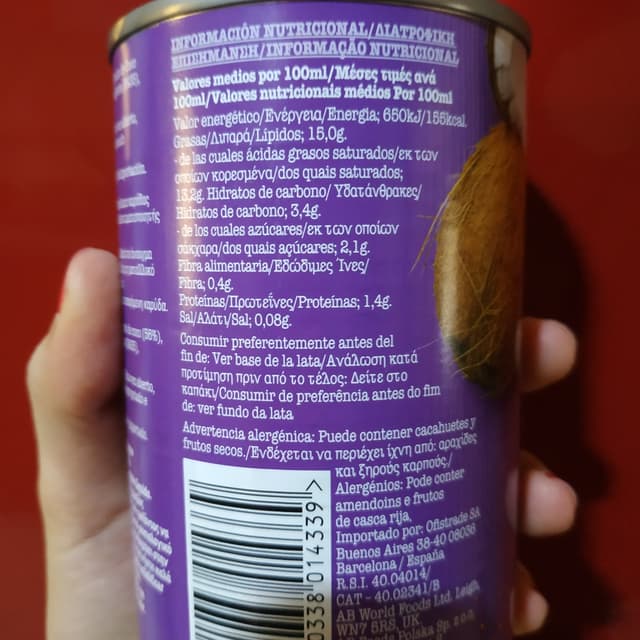 INFORMACIÓN NUTRICIONAL/ΔΙΑΤΡΟΦΙΚΗ
ΕΠΙΣΗΜΑΝΣΗ/INFORMAÇÃO NUTRICIONAL
Valores medios por 100ml/Μέσες τιμές ανά
100ml/Valores nutricionais médios Por 100ml
Valor energético/Ενέργεια/Energia; 650kJ/155kcal.
Grasas/Λιπαρά/Lípidos; 15,0g.
- de las cuales ácidas grasos saturados/εκ των
οποίων κορεσμένα/dos quais saturados;
13,2g. Hidratos de carbono/ Υδατάνθρακες/
Hidratos de carbono; 3,4g.
- de los cuales azúcares/εκ των οποίων
σάκχαρα/dos quais açúcares; 2,1g.
Fibra alimentaria/Εδώδιμες Ίνες/
Fibra; 0,4g.
Proteínas/Πρωτεΐνες/Proteínas; 1,4g.
Sal/Αλάτι/Sal; 0,08g.
Consumir preferentemente antes del
fin de: Ver base de la lata/Ανάλωση κατά
προτίμηση πριν από το τέλος: Δείτε στο
καπάκι/Consumir de preferência antes do fim
de: ver fundo da lata
Advertencia alergénica: Puede contener cacahuetes y
frutos secos./Ενδέχεται να περιέχει ίχνη από: αραχίδες
και ξηρούς καρπούς./
Alergénios: Pode conter
amendoins e frutos
de casca rija.
Importado por: Ofistrade SA
Buenos Aires 38-40 08036
Barcelona / España
R.S.I. 40.04014/
CAT - 40.02341/B
AB World Foods Ltd, Leigh,
WN7 5RS, UK.
Polska Sp. z o.o.
0338 014339 >